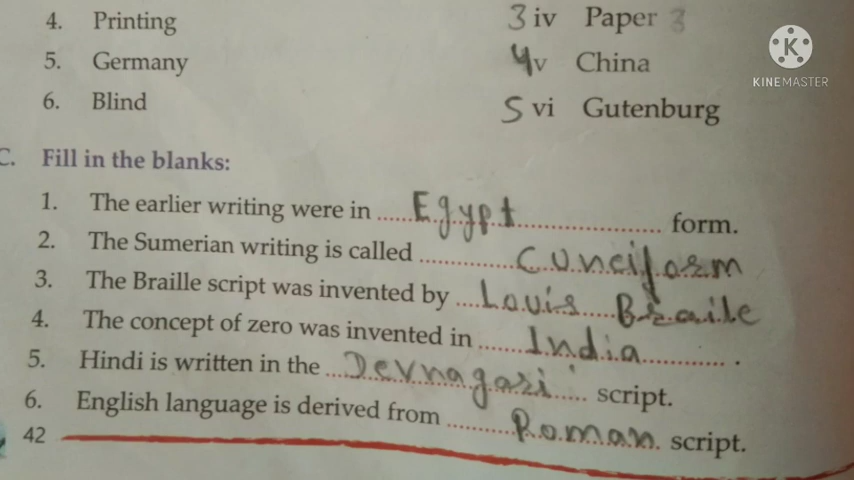 4. Printing 3 iv Paper 3
5. Germany 4 v China
6. Blind 5 vi Gutenburg
KINEMASTER
C. Fill in the blanks:
1. The earlier writing were in ..... Egypt ..... form.
2. The Sumerian writing is called ..... Cuneiform
3. The Braille script was invented by ..... Louis Braile
4. The concept of zero was invented in ..... India ..... .
5. Hindi is written in the ..... Devnagari ..... script.
6. English language is derived from ..... Roman script.
42